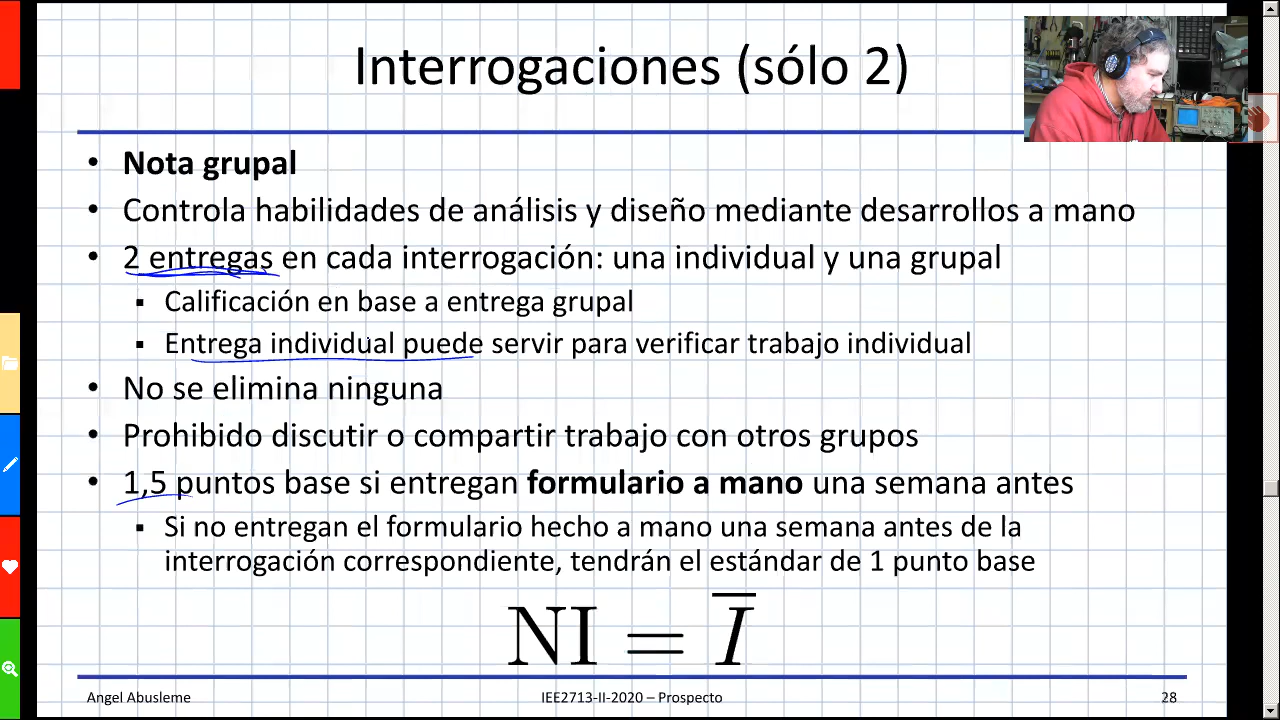 Interrogaciones (sólo 2)
• Nota grupal
• Controla habilidades de análisis y diseño mediante desarrollos a mano
• 2 entregas en cada interrogación: una individual y una grupal
▪ Calificación en base a entrega grupal
▪ Entrega individual puede servir para verificar trabajo individual
• No se elimina ninguna
• Prohibido discutir o compartir trabajo con otros grupos
• 1,5 puntos base si entregan formulario a mano una semana antes
▪ Si no entregan el formulario hecho a mano una semana antes de la
interrogación correspondiente, tendrán el estándar de 1 punto base
NI = I̅
Angel Abusleme
IEE2713-II-2020 – Prospecto
28